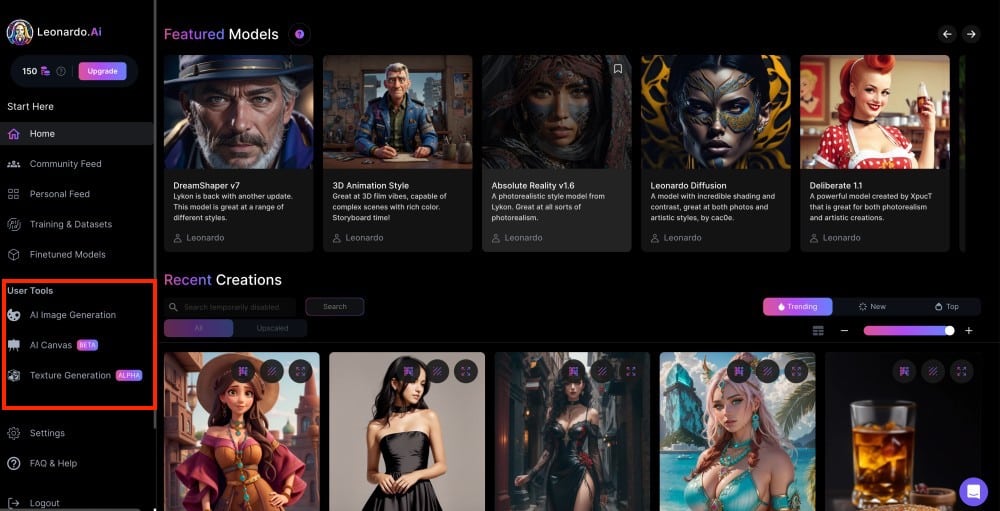 Leonardo.Ai
150
Upgrade
Start Here
Home
Community Feed
Personal Feed
Training & Datasets
Finetuned Models
User Tools
AI Image Generation
AI Canvas BETA
Texture Generation ALPHA
Settings
FAQ & Help
Logout
Featured Models
DreamShaper v7
Lykon is back with another update.
This model is great at a range of
different styles.
Leonardo
3D Animation Style
Great at 3D film vibes, capable of
complex scenes with rich color.
Storyboard time!
Leonardo
Absolute Reality v1.6
A photorealistic style model from
Lykon. Great at all sorts of
photorealism.
Leonardo
Leonardo Diffusion
A model with incredible shading and
contrast, great at both photos and
artistic styles, by cac0e.
Leonardo
Deliberate 1.1
A powerful model created by XpucT
that is great for both photorealism
and artistic creations.
Leonardo
Recent Creations
Search temporarily disabled
Search
Trending
New
Top
All
Upscaled